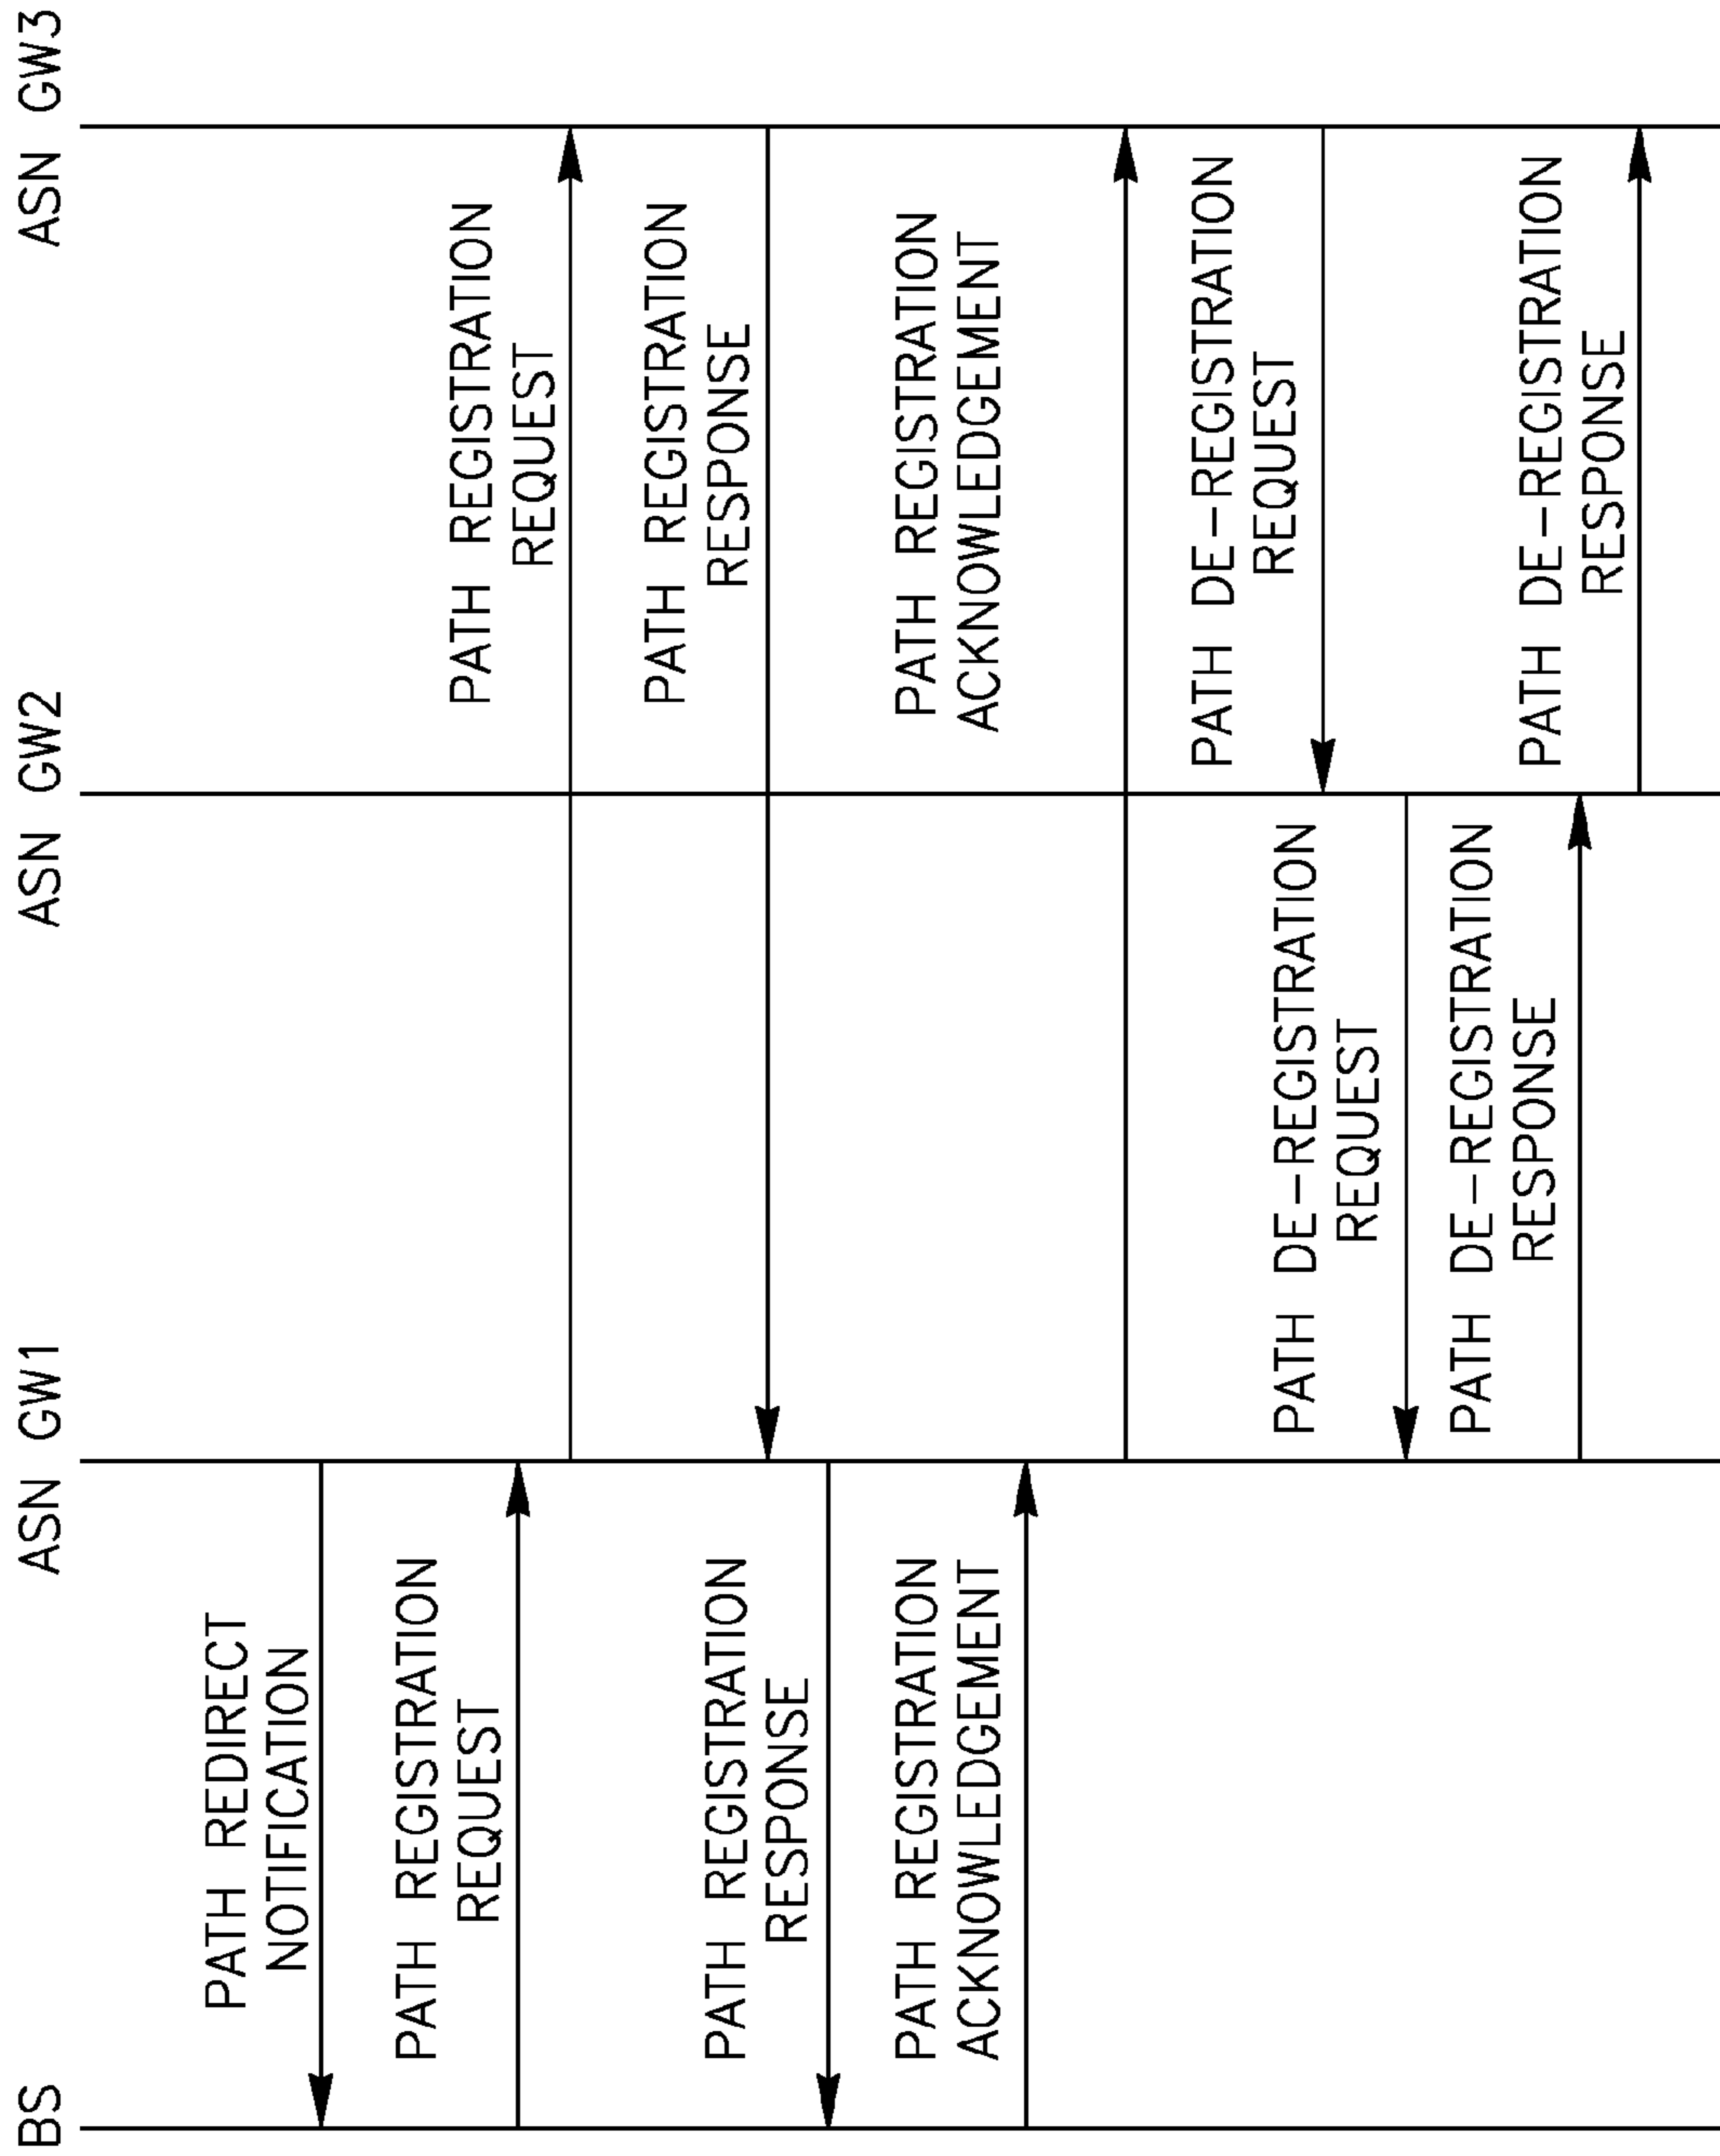 BS
ASN GW1
ASN GW2
ASN GW3
PATH REDIRECT
NOTIFICATION
PATH REGISTRATION
REQUEST
PATH REGISTRATION
REQUEST
PATH REGISTRATION
RESPONSE
PATH REGISTRATION
RESPONSE
PATH REGISTRATION
ACKNOWLEDGEMENT
PATH REGISTRATION
ACKNOWLEDGEMENT
PATH DE-REGISTRATION
REQUEST
PATH DE-REGISTRATION
REQUEST
PATH DE-REGISTRATION
RESPONSE
PATH DE-REGISTRATION
RESPONSE